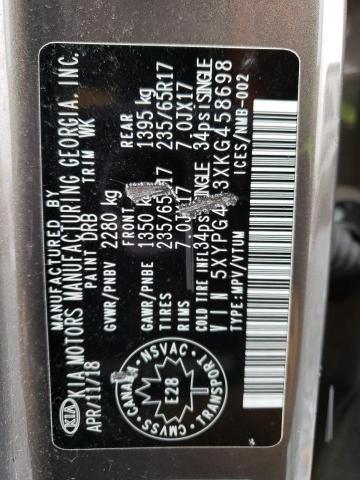 KIA
MANUFACTURED BY
KIA MOTORS MANUFACTURING GEORGIA, INC.
APR/11/18 PAINT DRB TRIM WK
GVWR/PNBV 2280 kg
FRONT REAR
GAWR/PNBE 1350 kg 1395 kg
TIRES 235/65R17 235/65R17
RIMS 7.0JX17 7.0JX17
COLD TIRE INFL 34psi SINGLE 34psi SINGLE
VIN 5XYPG4 3XKG458698
TYPE:MPV/VTUM ICES/NMB-002
CANADA
NSVAC
TRANSPORT
CMVSS
E28